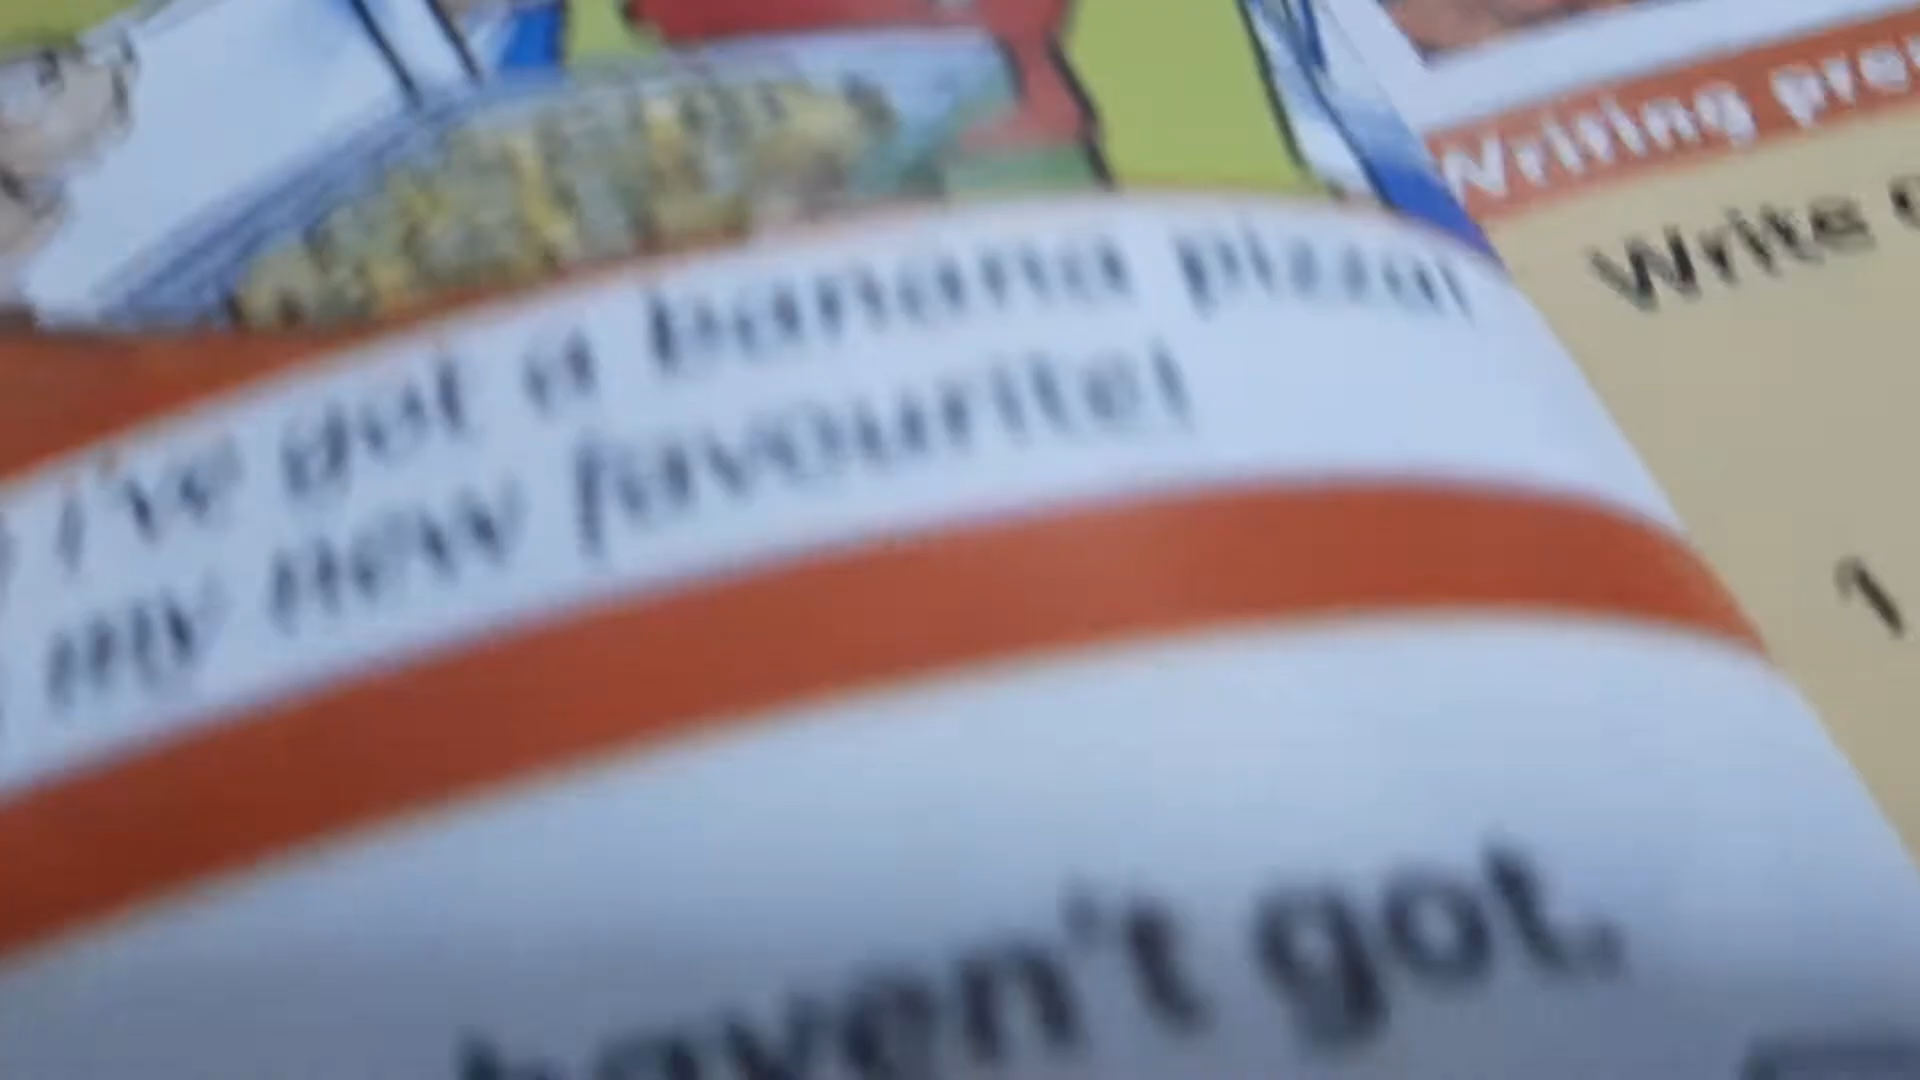 I've got a banana pizza!
my new favourite!
haven't got.
Writing
Write
1